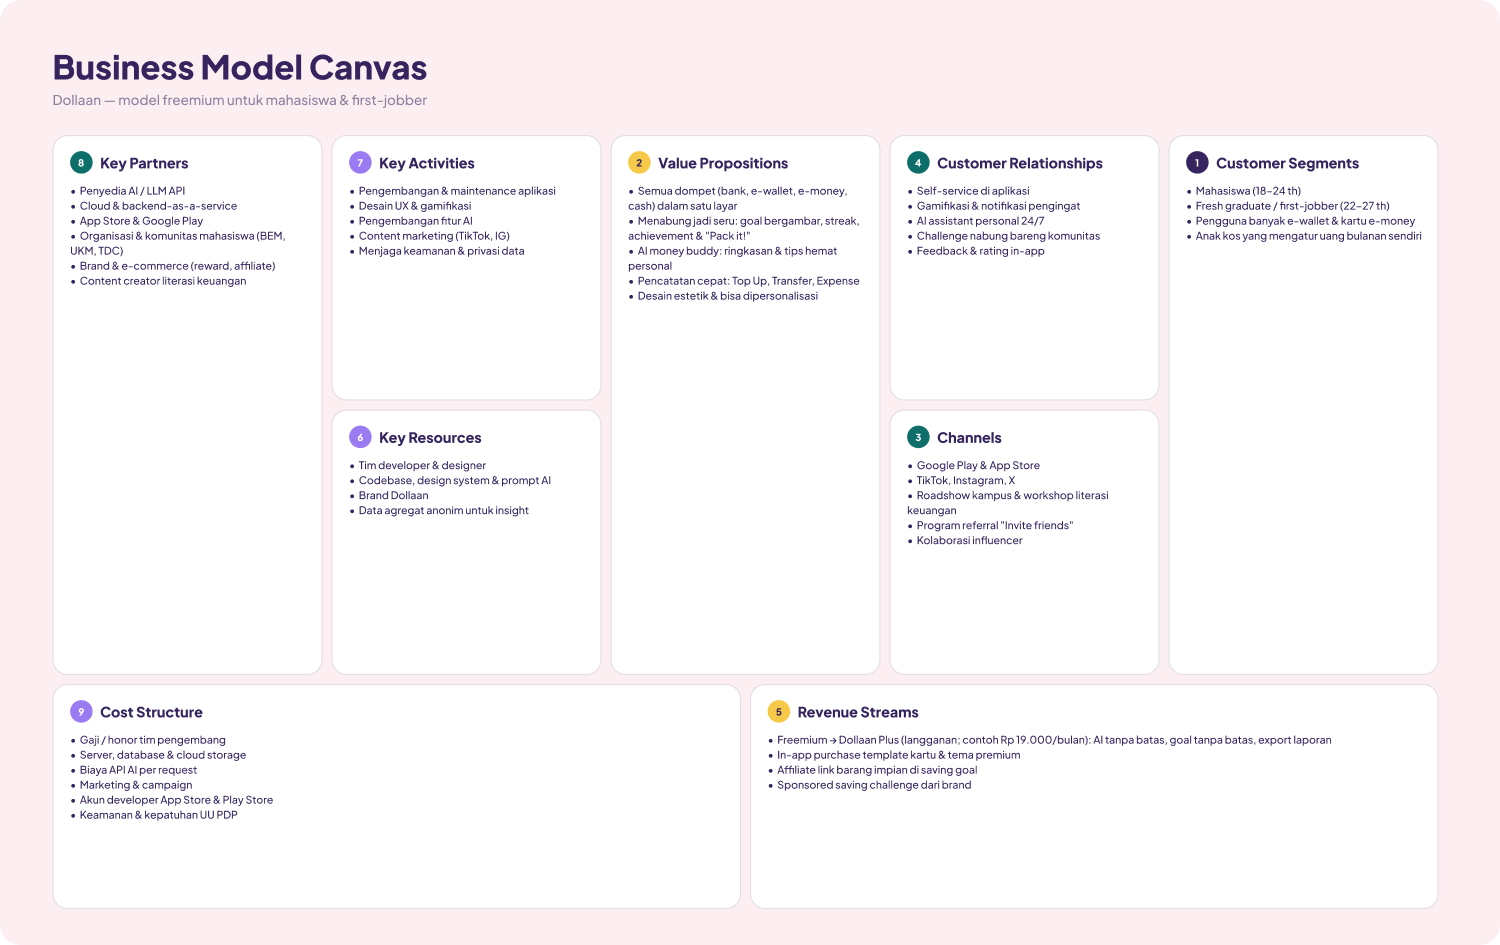 Business Model Canvas
Dollaan — model freemium untuk mahasiswa & first-jobber
8 Key Partners
• Penyedia AI / LLM API
• Cloud & backend-as-a-service
• App Store & Google Play
• Organisasi & komunitas mahasiswa (BEM,
UKM, TDC)
• Brand & e-commerce (reward, affiliate)
• Content creator literasi keuangan
7 Key Activities
• Pengembangan & maintenance aplikasi
• Desain UX & gamifikasi
• Pengembangan fitur AI
• Content marketing (TikTok, IG)
• Menjaga keamanan & privasi data
6 Key Resources
• Tim developer & designer
• Codebase, design system & prompt AI
• Brand Dollaan
• Data agregat anonim untuk insight
2 Value Propositions
• Semua dompet (bank, e-wallet, e-money,
cash) dalam satu layar
• Menabung jadi seru: goal bergambar, streak,
achievement & "Pack it!"
• AI money buddy: ringkasan & tips hemat
personal
• Pencatatan cepat: Top Up, Transfer, Expense
• Desain estetik & bisa dipersonalisasi
4 Customer Relationships
• Self-service di aplikasi
• Gamifikasi & notifikasi pengingat
• AI assistant personal 24/7
• Challenge nabung bareng komunitas
• Feedback & rating in-app
3 Channels
• Google Play & App Store
• TikTok, Instagram, X
• Roadshow kampus & workshop literasi
keuangan
• Program referral "Invite friends"
• Kolaborasi influencer
1 Customer Segments
• Mahasiswa (18–24 th)
• Fresh graduate / first-jobber (22–27 th)
• Pengguna banyak e-wallet & kartu e-money
• Anak kos yang mengatur uang bulanan sendiri
9 Cost Structure
• Gaji / honor tim pengembang
• Server, database & cloud storage
• Biaya API AI per request
• Marketing & campaign
• Akun developer App Store & Play Store
• Keamanan & kepatuhan UU PDP
5 Revenue Streams
• Freemium → Dollaan Plus (langganan; contoh Rp 19.000/bulan): AI tanpa batas, goal tanpa batas, export laporan
• In-app purchase template kartu & tema premium
• Affiliate link barang impian di saving goal
• Sponsored saving challenge dari brand